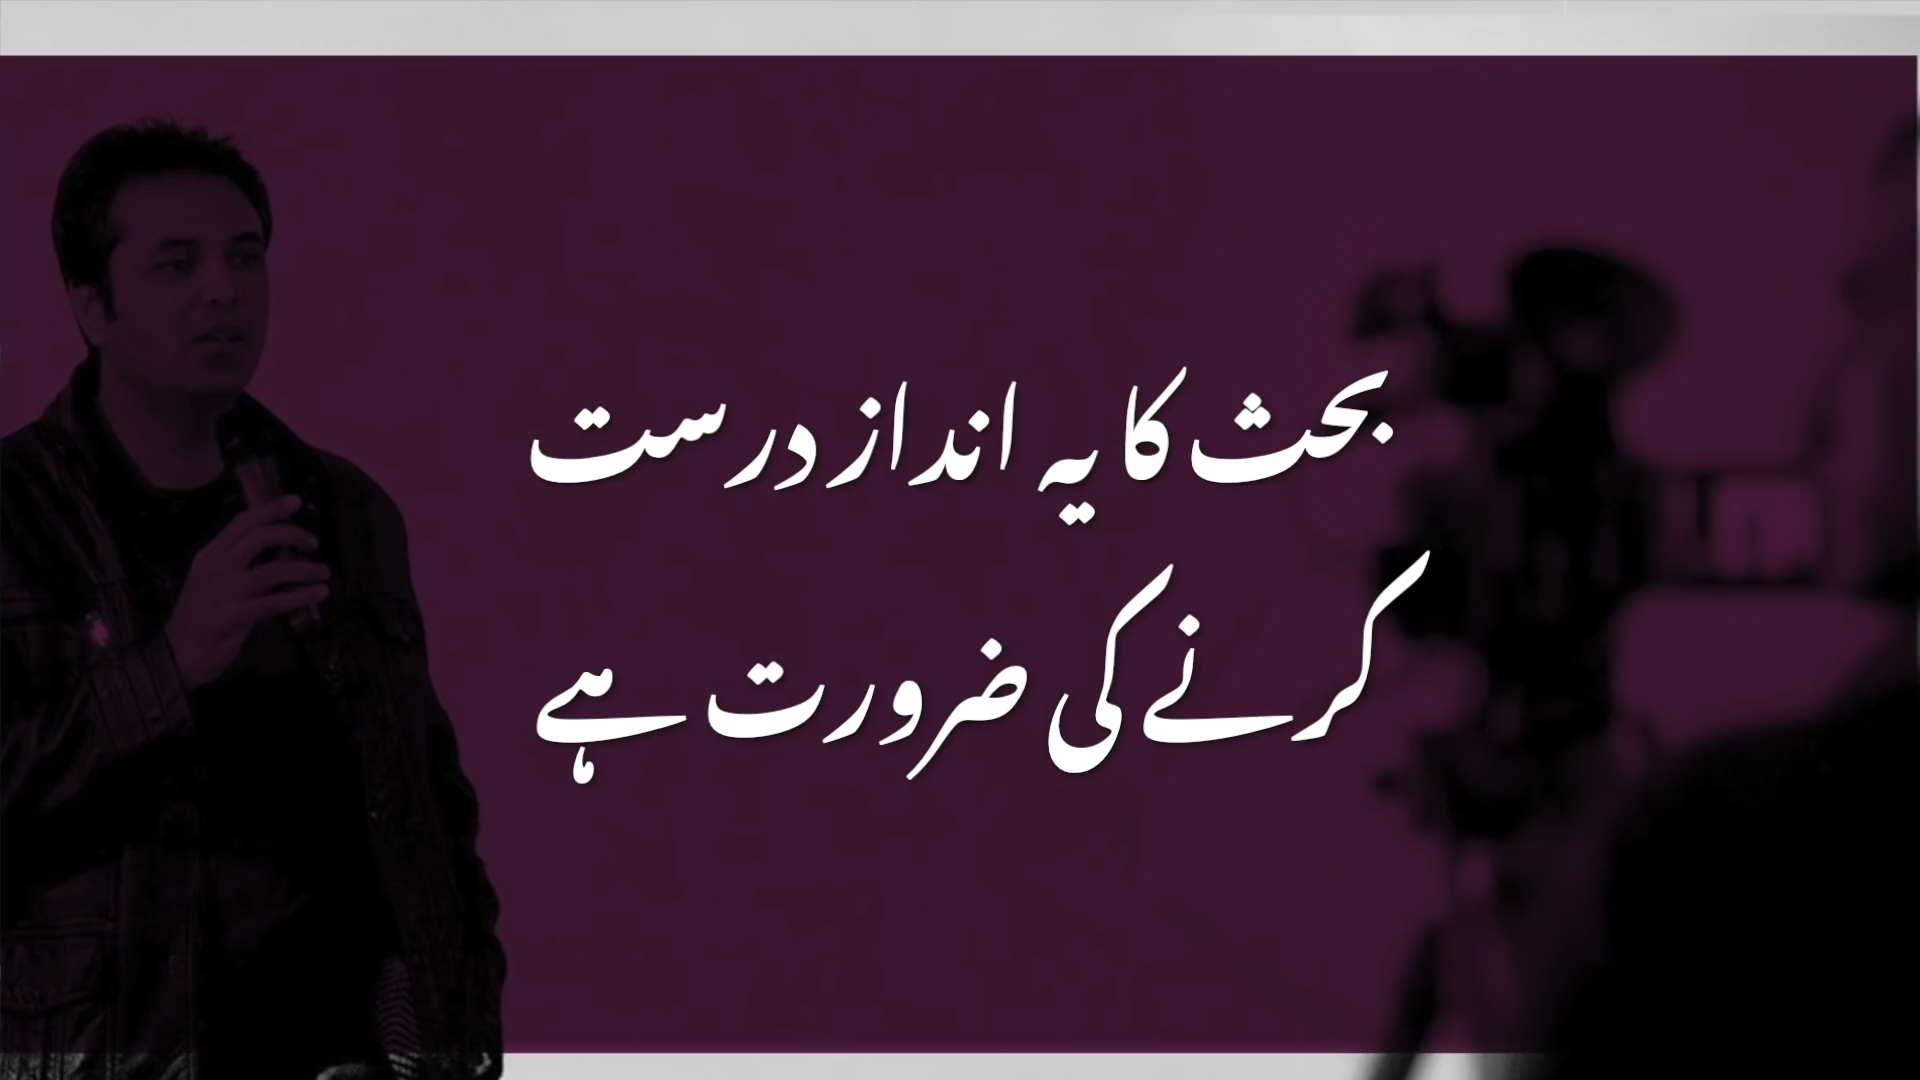 بحث کا یہ انداز درست
کرنے کی ضرورت ہے